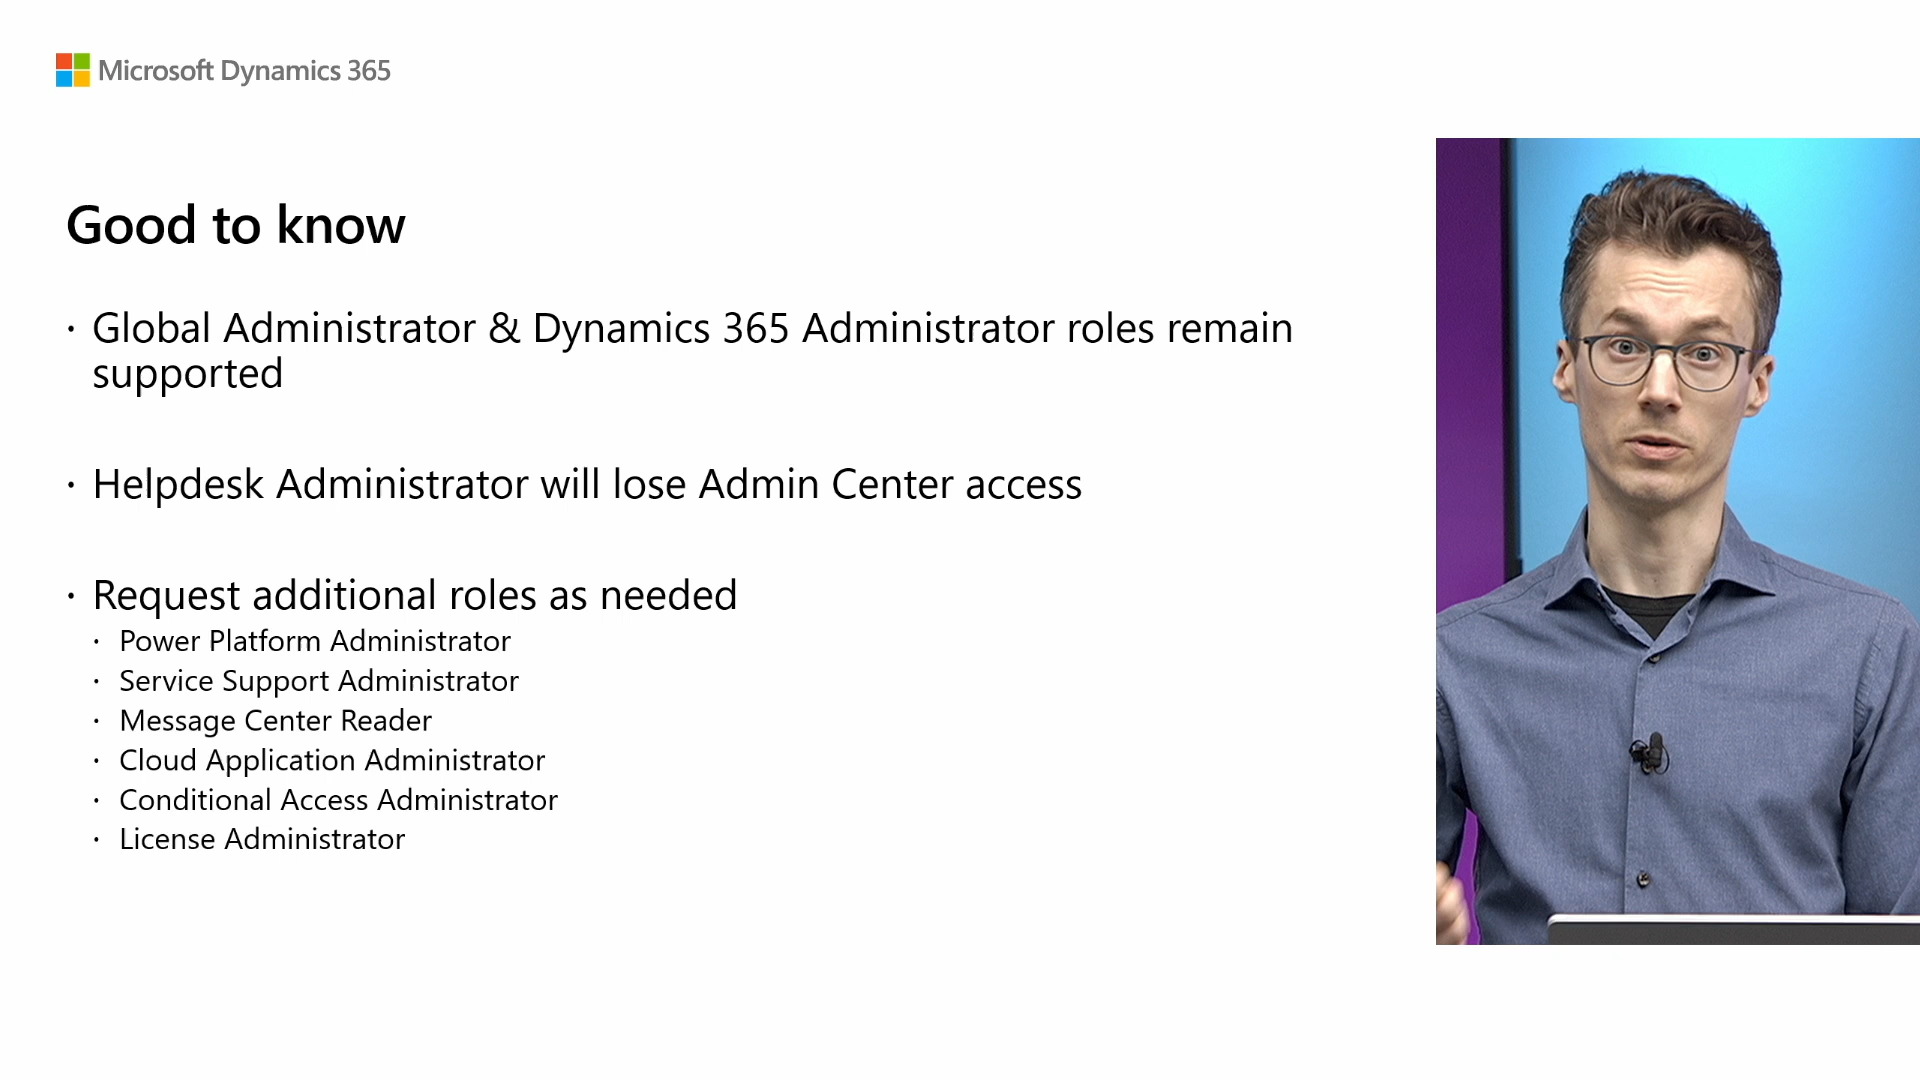 Microsoft Dynamics 365
Good to know
· Global Administrator & Dynamics 365 Administrator roles remain
supported
· Helpdesk Administrator will lose Admin Center access
· Request additional roles as needed
· Power Platform Administrator
· Service Support Administrator
· Message Center Reader
· Cloud Application Administrator
· Conditional Access Administrator
· License Administrator